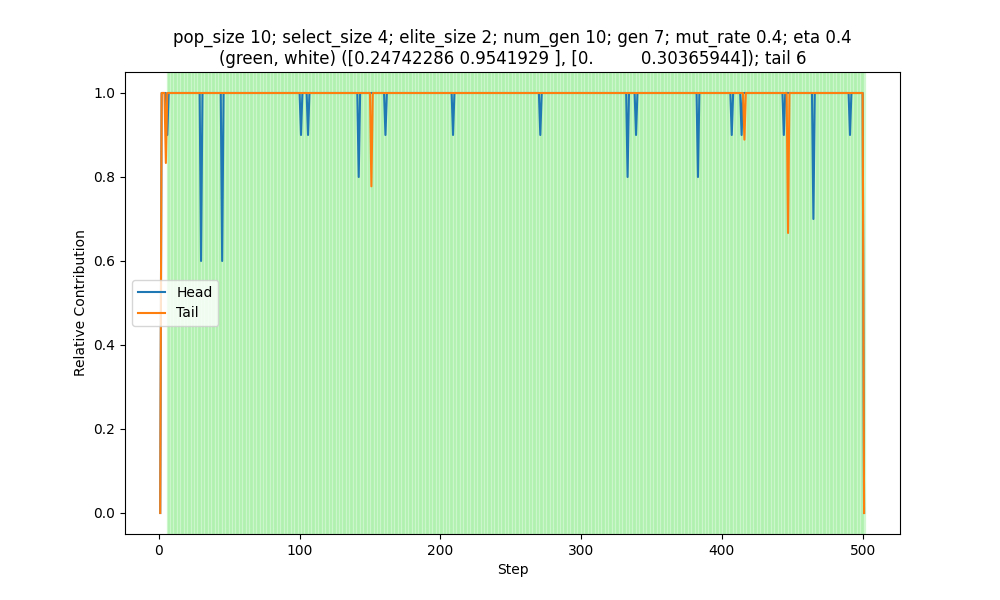 pop_size 10; select_size 4; elite_size 2; num_gen 10; gen 7; mut_rate 0.4; eta 0.4
(green, white) ([0.24742286 0.9541929 ], [0.         0.30365944]); tail 6
1.0
0.8
0.6
0.4
0.2
0.0
Relative Contribution
Head
Tail
0
100
200
300
400
500
Step